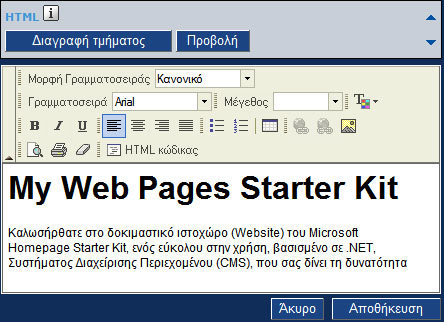 HTML i
Διαγραφή τμήματος Προβολή
Μορφή Γραμματοσειράς Κανονικό
Γραμματοσειρά Arial Μέγεθος T
B I U
HTML κώδικας
My Web Pages Starter Kit
Καλωσήρθατε στο δοκιμαστικό ιστοχώρο (Website) του Microsoft
Homepage Starter Kit, ενός εύκολου στην χρήση, βασισμένο σε .NET,
Συστήματος Διαχείρισης Περιεχομένου (CMS), που σας δίνει τη δυνατότητα
Άκυρο Αποθήκευση